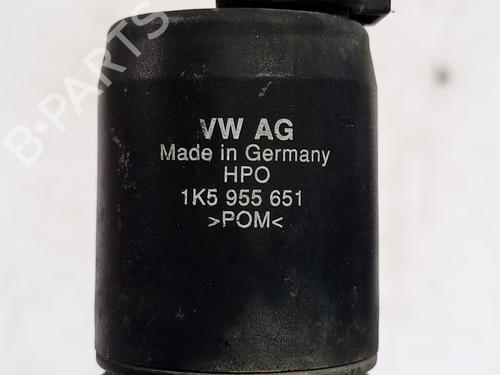 B-PARTS
VW AG
Made in Germany
HPO
1K5 955 651
>POM<